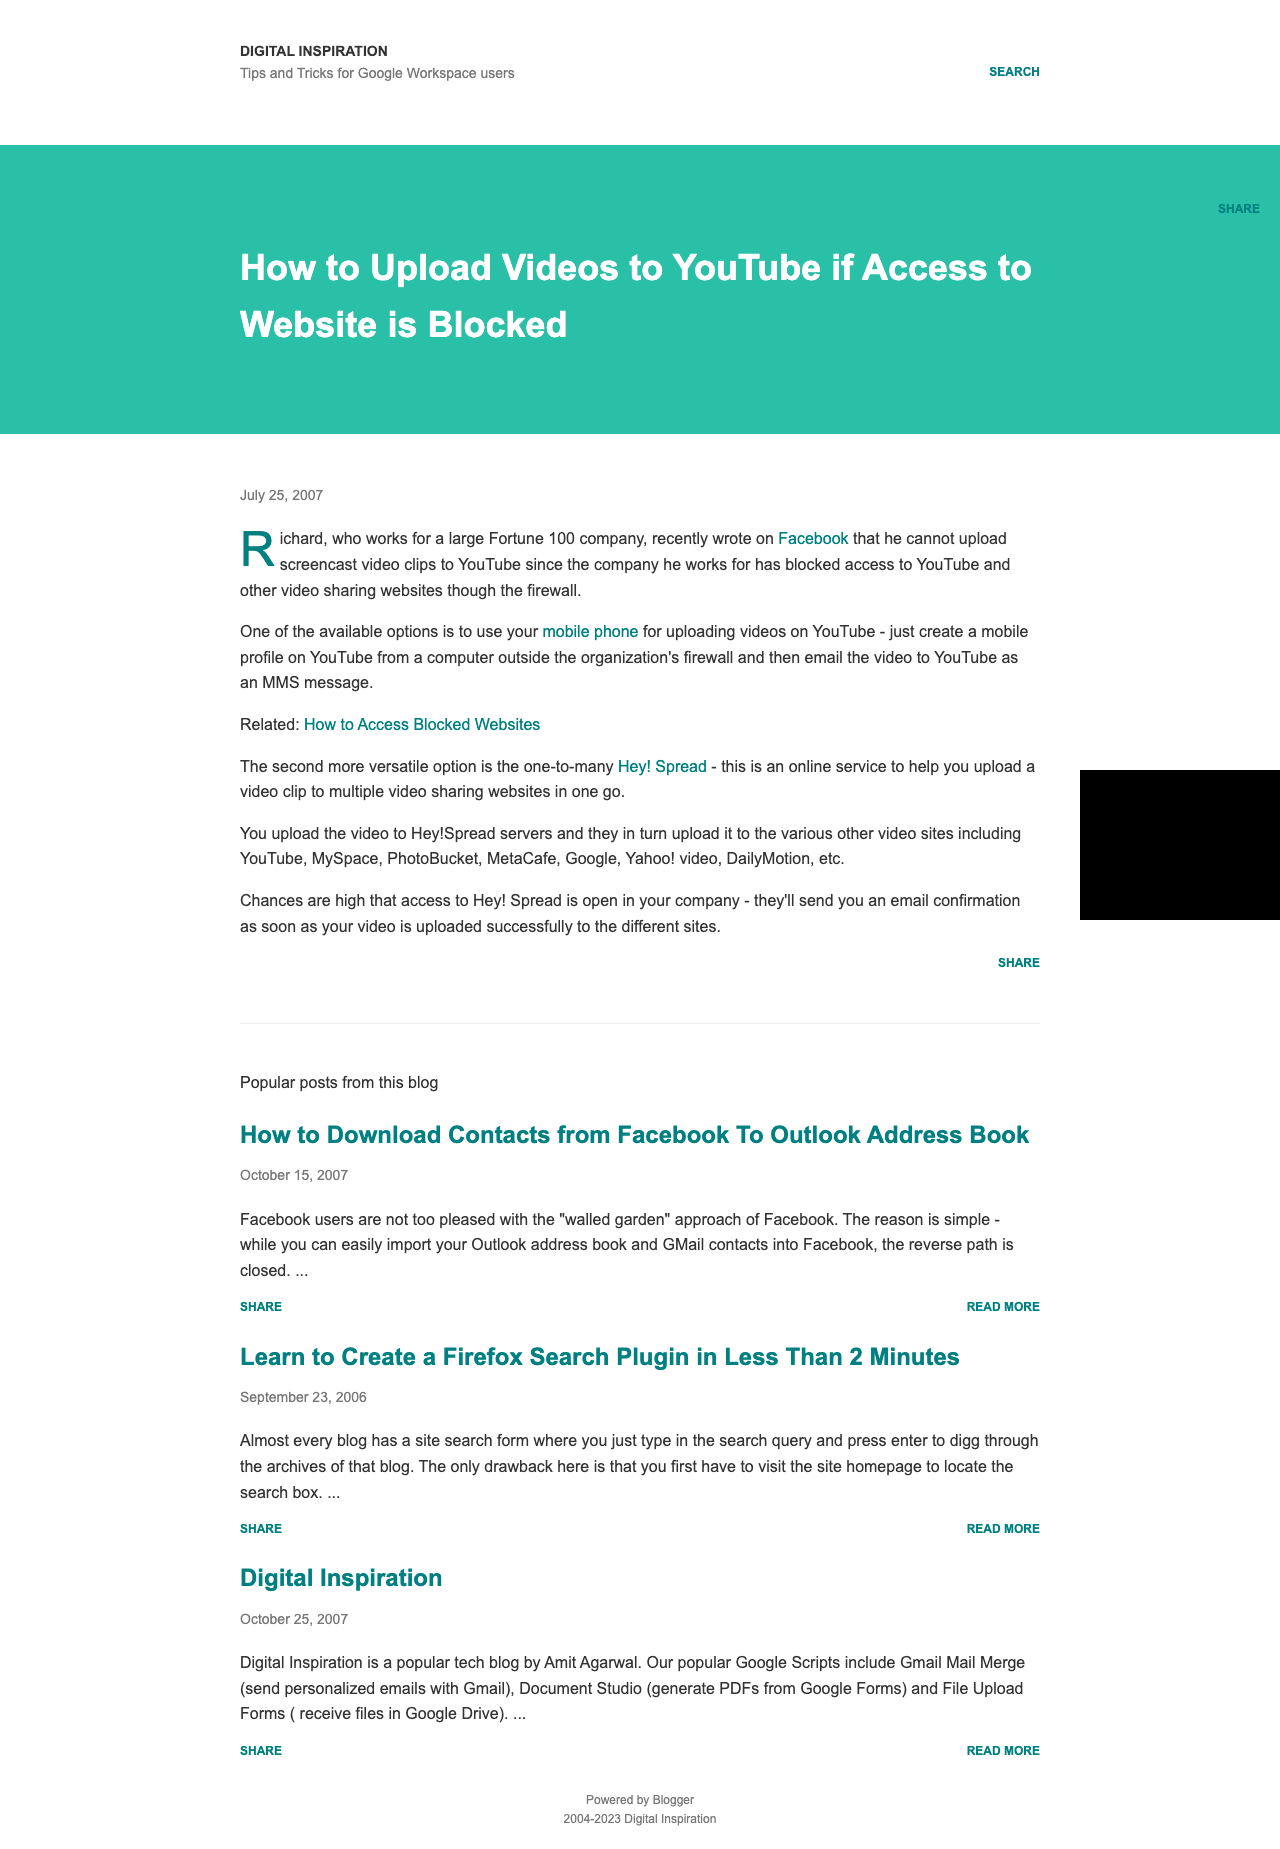 DIGITAL INSPIRATION
Tips and Tricks for Google Workspace users
SEARCH
SHARE
How to Upload Videos to YouTube if Access to
Website is Blocked
July 25, 2007
Richard, who works for a large Fortune 100 company, recently wrote on Facebook that he cannot upload
screencast video clips to YouTube since the company he works for has blocked access to YouTube and
other video sharing websites though the firewall.
One of the available options is to use your mobile phone for uploading videos on YouTube - just create a mobile
profile on YouTube from a computer outside the organization's firewall and then email the video to YouTube as
an MMS message.
Related: How to Access Blocked Websites
The second more versatile option is the one-to-many Hey! Spread - this is an online service to help you upload a
video clip to multiple video sharing websites in one go.
You upload the video to Hey!Spread servers and they in turn upload it to the various other video sites including
YouTube, MySpace, PhotoBucket, MetaCafe, Google, Yahoo! video, DailyMotion, etc.
Chances are high that access to Hey! Spread is open in your company - they'll send you an email confirmation
as soon as your video is uploaded successfully to the different sites.
SHARE
Popular posts from this blog
How to Download Contacts from Facebook To Outlook Address Book
October 15, 2007
Facebook users are not too pleased with the "walled garden" approach of Facebook. The reason is simple -
while you can easily import your Outlook address book and GMail contacts into Facebook, the reverse path is
closed. ...
SHARE READ MORE
Learn to Create a Firefox Search Plugin in Less Than 2 Minutes
September 23, 2006
Almost every blog has a site search form where you just type in the search query and press enter to digg through
the archives of that blog. The only drawback here is that you first have to visit the site homepage to locate the
search box. ...
SHARE READ MORE
Digital Inspiration
October 25, 2007
Digital Inspiration is a popular tech blog by Amit Agarwal. Our popular Google Scripts include Gmail Mail Merge
(send personalized emails with Gmail), Document Studio (generate PDFs from Google Forms) and File Upload
Forms ( receive files in Google Drive). ...
SHARE READ MORE
Powered by Blogger
2004-2023 Digital Inspiration